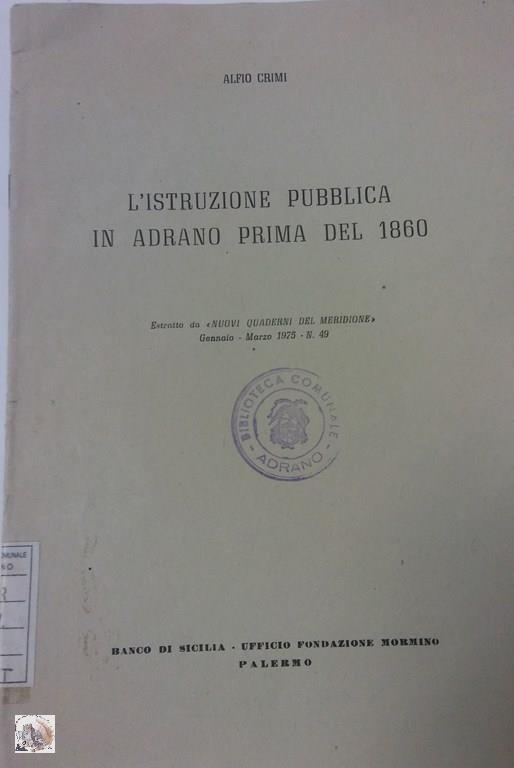 ALFIO CRIMI
L'ISTRUZIONE PUBBLICA
IN ADRANO PRIMA DEL 1860
Estratto da «NUOVI QUADERNI DEL MERIDIONE»
Gennaio - Marzo 1975 - N. 49
BIBLIOTECA COMUNALE
- ADRANO -
BANCO DI SICILIA - UFFICIO FONDAZIONE MORMINO
PALERMO